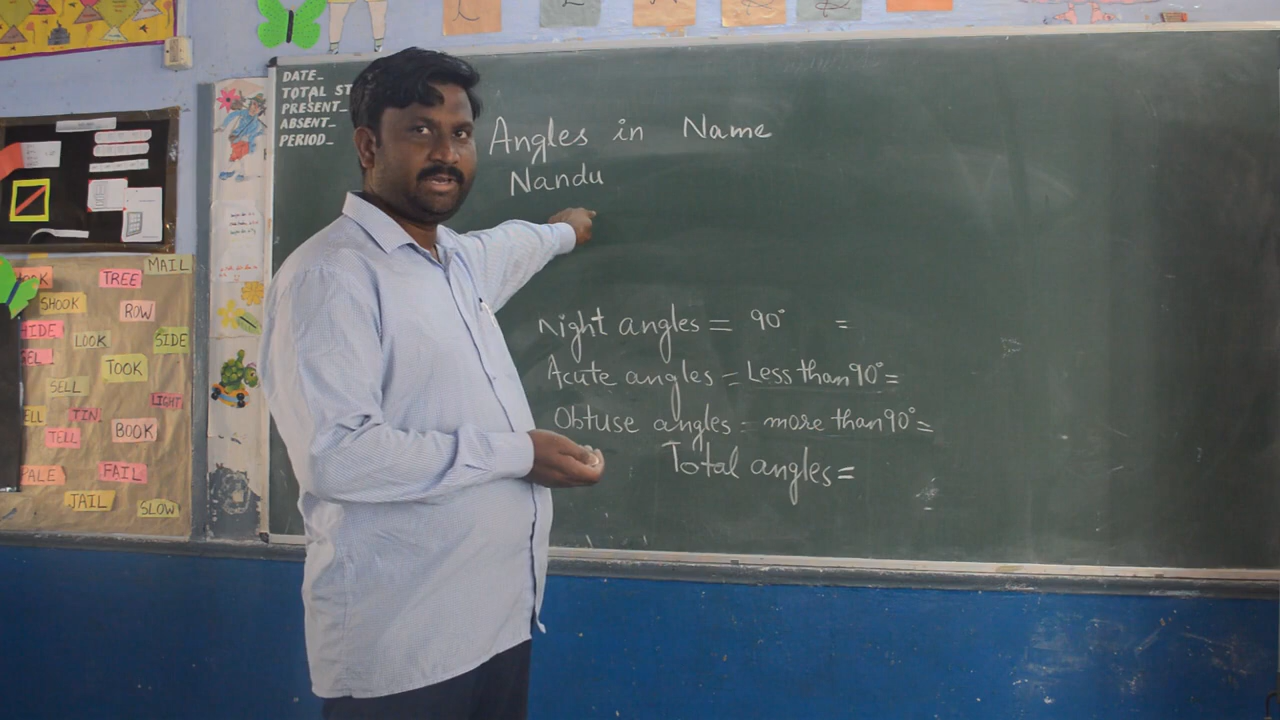 DATE_
TOTAL ST
PRESENT_
ABSENT_
PERIOD_
Angles in Name
Nandu
Right angles = 90° =
Acute angles = Less than 90° =
Obtuse angles = more than 90° =
Total angles =
MAIL
TREE
SHOOK
ROW
HIDE
LOOK
SIDE
TOOK
SELL
LIGHT
TIN
TELL
BOOK
PALE
FAIL
JAIL
SLOW